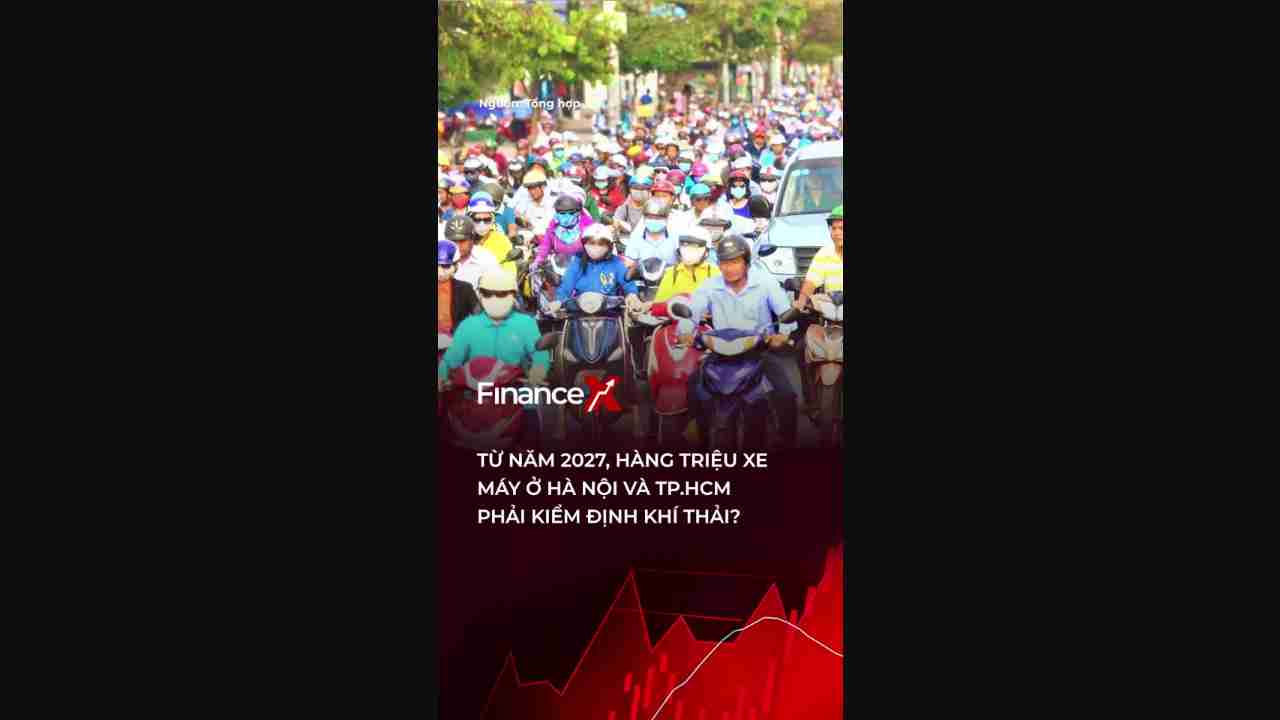 Nguồn: Tổng hợp
FinanceX
TỪ NĂM 2027, HÀNG TRIỆU XE
MÁY Ở HÀ NỘI VÀ TP.HCM
PHẢI KIỂM ĐỊNH KHÍ THẢI?